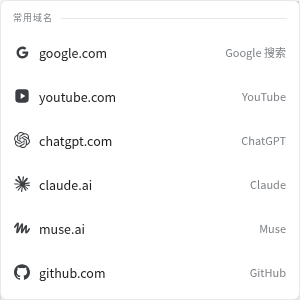 常用域名
google.com Google 搜索
youtube.com YouTube
chatgpt.com ChatGPT
claude.ai Claude
muse.ai Muse
github.com GitHub